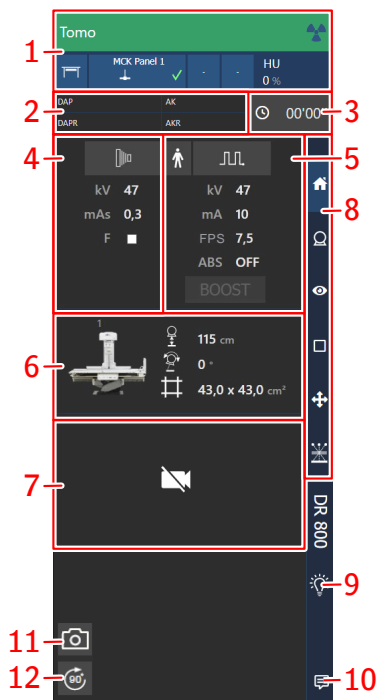 Tomo
1
MCK Panel 1
-
-
HU
0 %
2
DAP
AK
DAPR
AKR
00'00
3
4
5
kV 47
mAs 0,3
F
kV 47
mA 10
FPS 7,5
ABS OFF
BOOST
8
6
1
115 cm
0 °
43,0 x 43,0 cm²
7
DR 800
9
11
12
90°
10